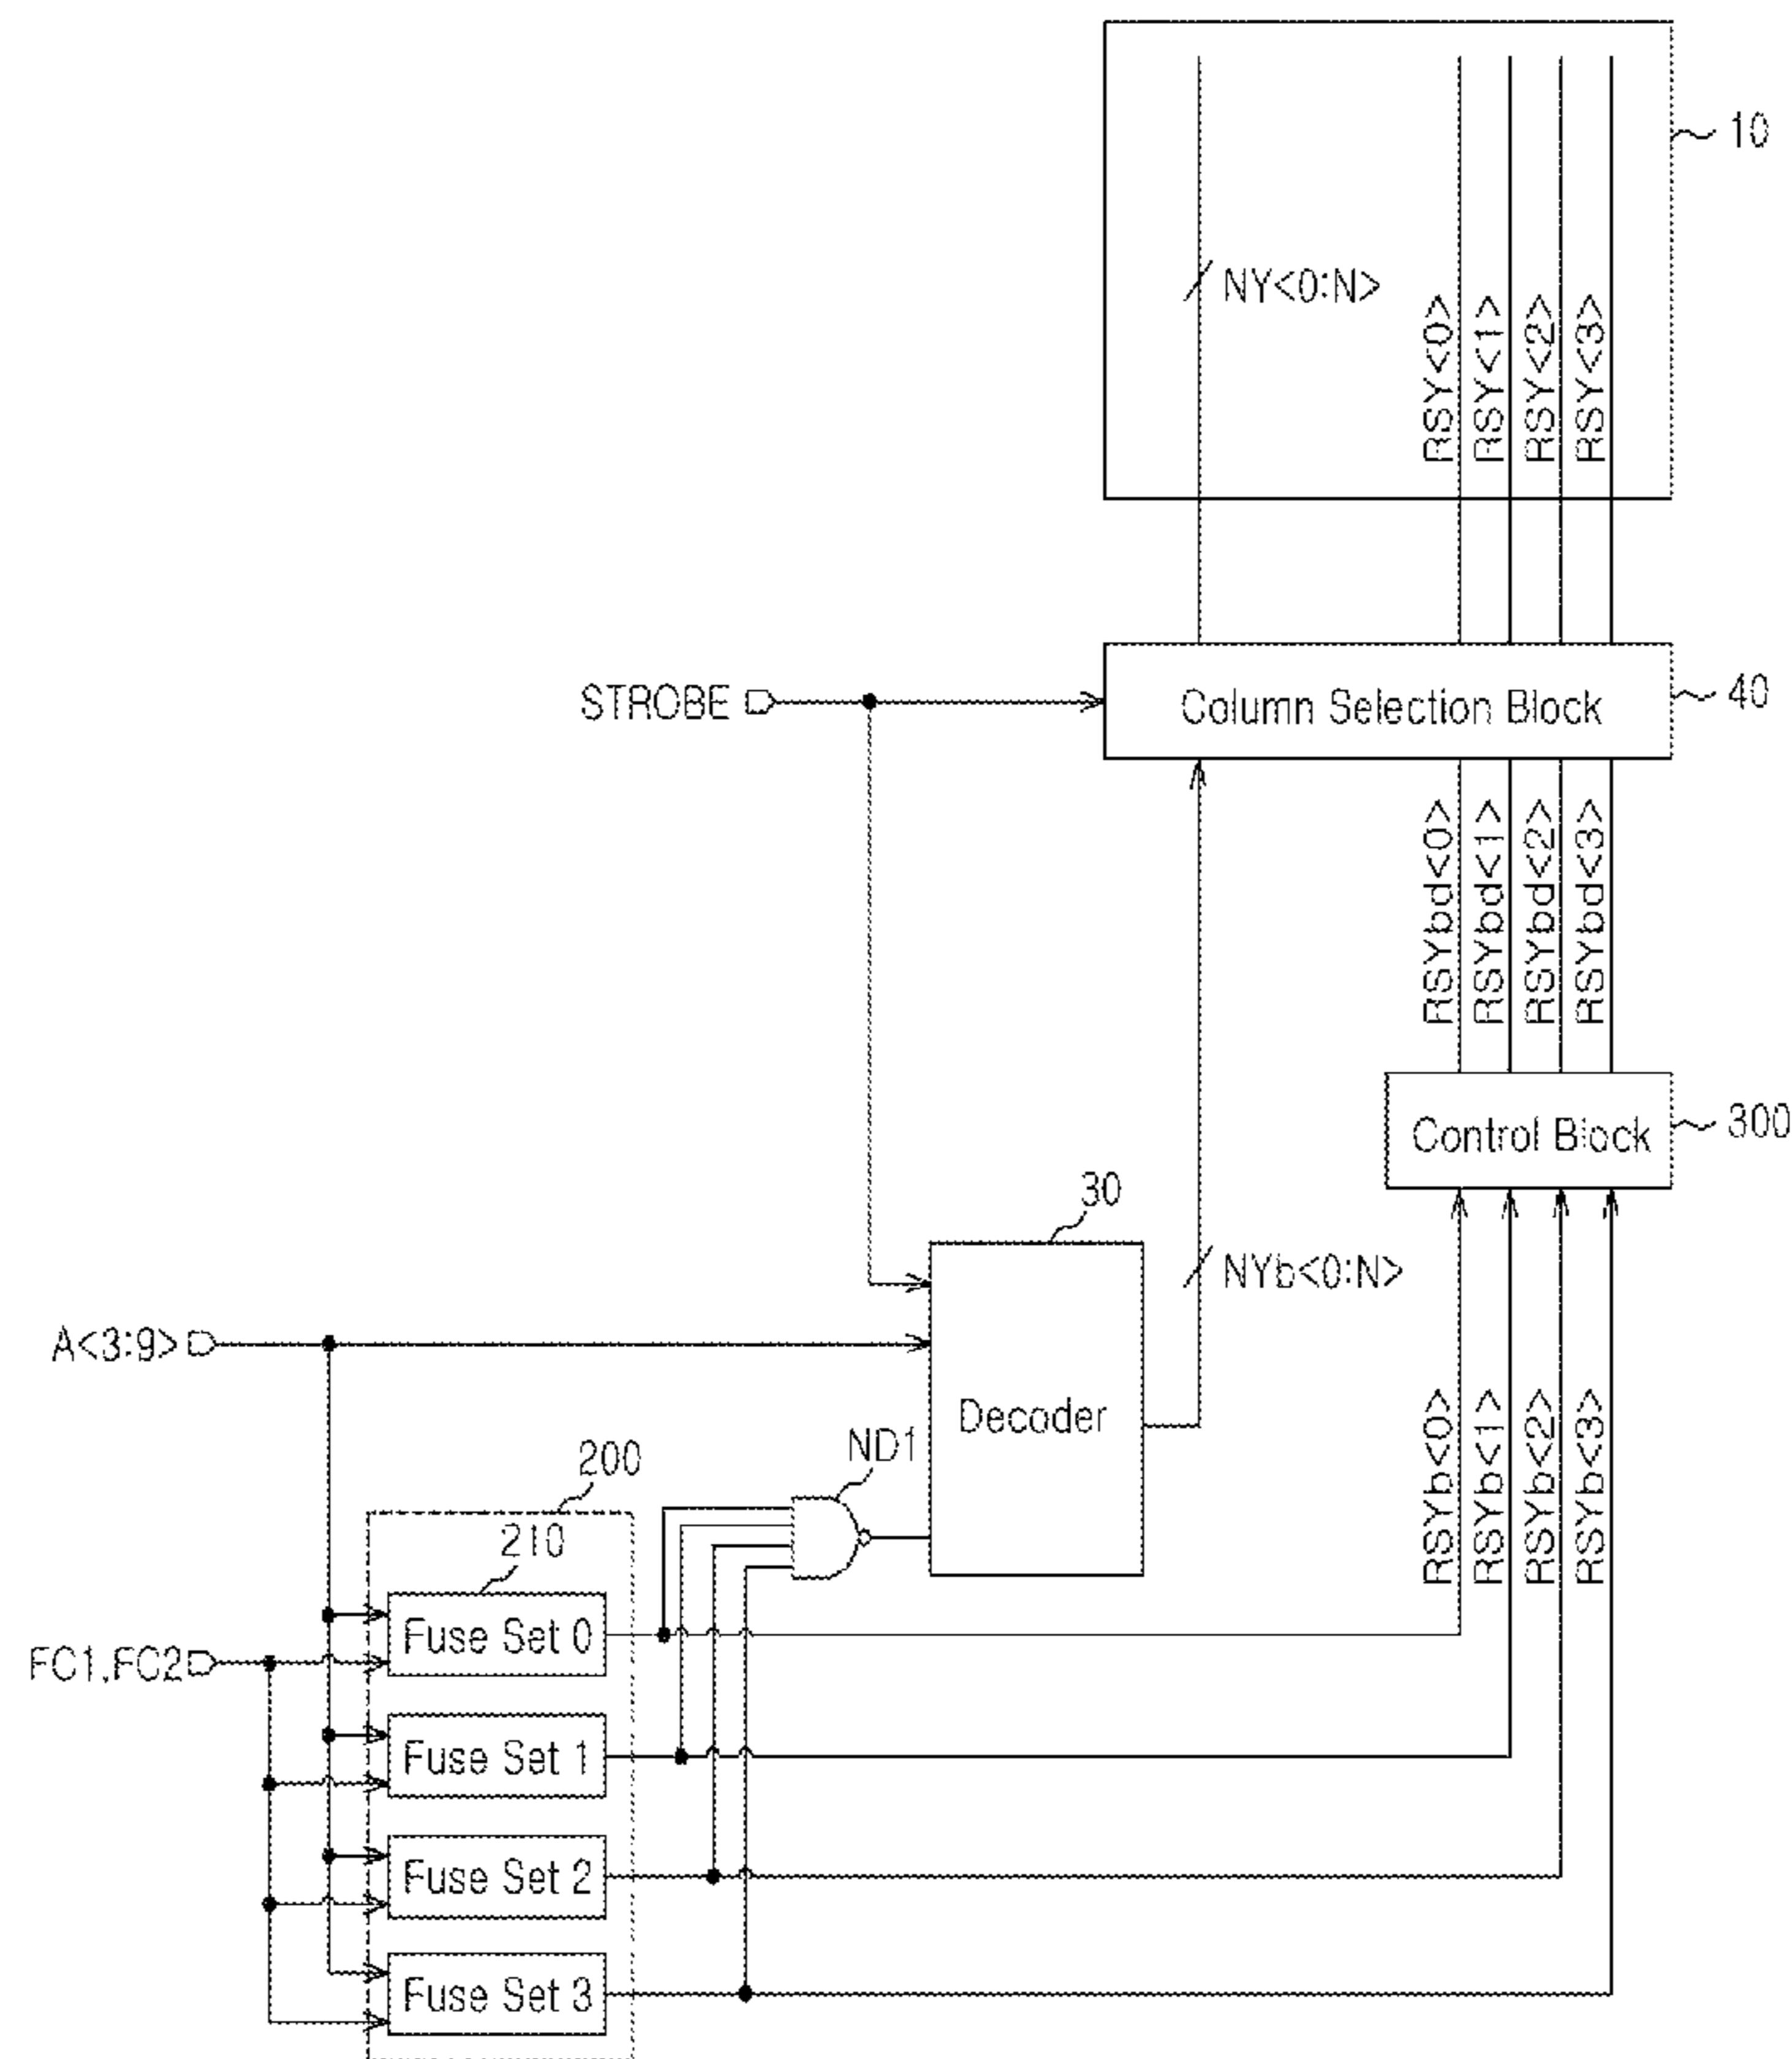 10
NY<0:N>
RSY<0>
RSY<1>
RSY<2>
RSY<3>
STROBE
Column Selection Block
40
RSYbd<0>
RSYbd<1>
RSYbd<2>
RSYbd<3>
Control Block
300
30
NYb<0:N>
A<3:9>
Decoder
RSYb<0>
RSYb<1>
RSYb<2>
RSYb<3>
ND1
200
210
Fuse Set 0
FC1,FC2
Fuse Set 1
Fuse Set 2
Fuse Set 3